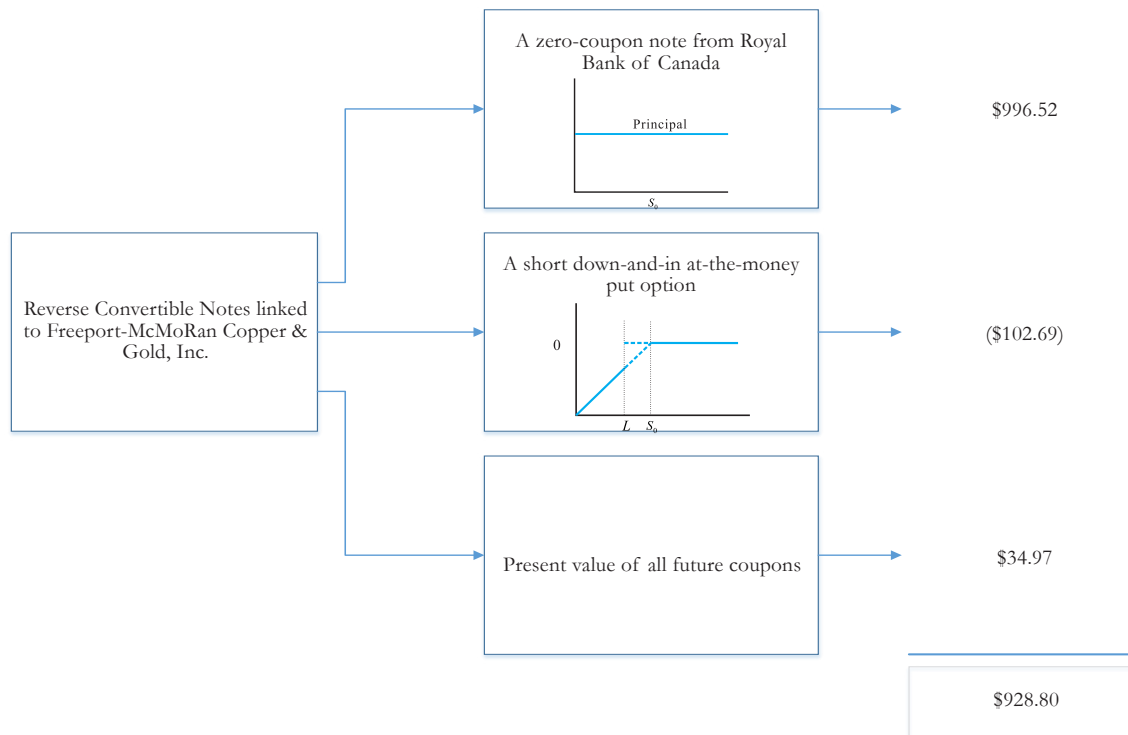 A zero-coupon note from Royal
Bank of Canada
Principal
S₀
$996.52
Reverse Convertible Notes linked
to Freeport-McMoRan Copper &
Gold, Inc.
A short down-and-in at-the-money
put option
0
L
S₀
($102.69)
Present value of all future coupons
$34.97
$928.80